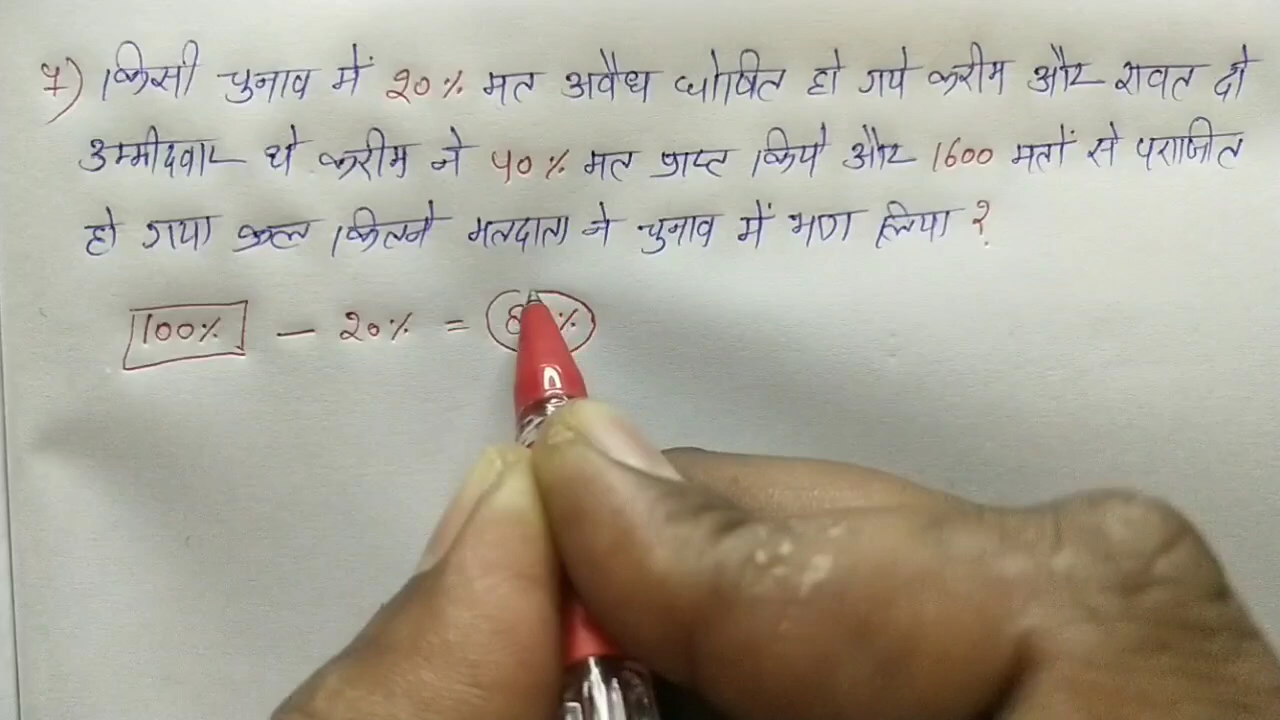 7) किसी चुनाव में 20% मत अवैध घोषित हो गये करीम और रावत दो
उम्मीदवार थे करीम ने 40% मत प्राप्त किये और 1600 मतों से पराजित
हो गया कुल कितने मतदाता ने चुनाव में भाग लिया ?
100% - 20% = 8 %